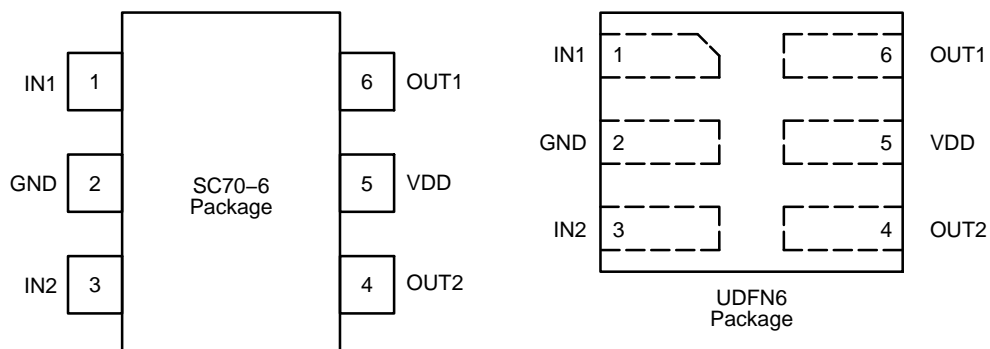 IN1 1 6 OUT1
GND 2 5 VDD
IN2 3 4 OUT2
SC70–6
Package
IN1 1 6 OUT1
GND 2 5 VDD
IN2 3 4 OUT2
UDFN6
Package